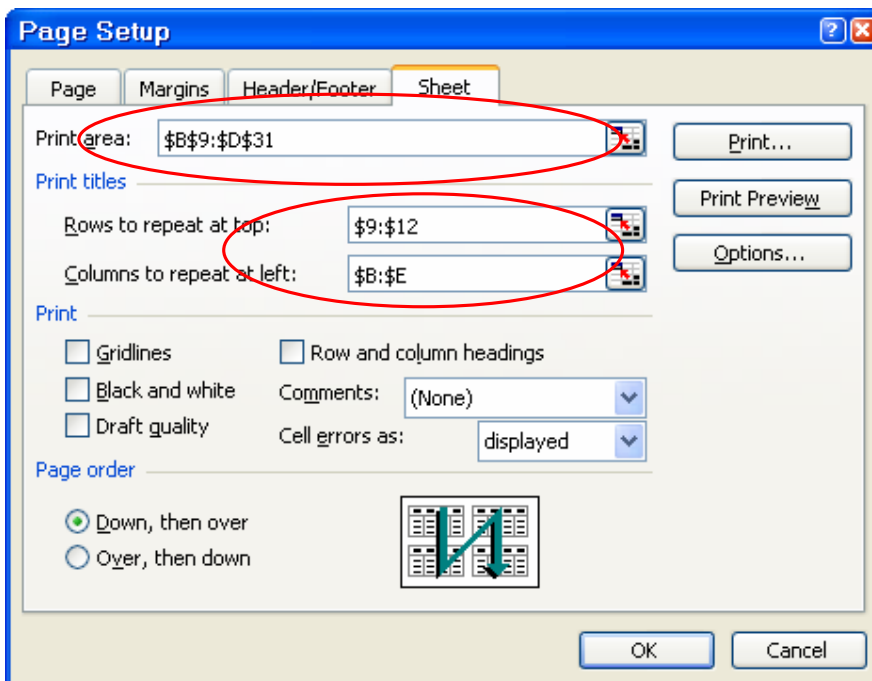 Page Setup
Page Margins Header/Footer Sheet
Print area: $B$9:$D$31
Print...
Print titles
Print Preview
Rows to repeat at top: $9:$12
Options...
Columns to repeat at left: $B:$E
Print
Gridlines Row and column headings
Black and white Comments: (None)
Draft quality Cell errors as: displayed
Page order
Down, then over
Over, then down
OK Cancel